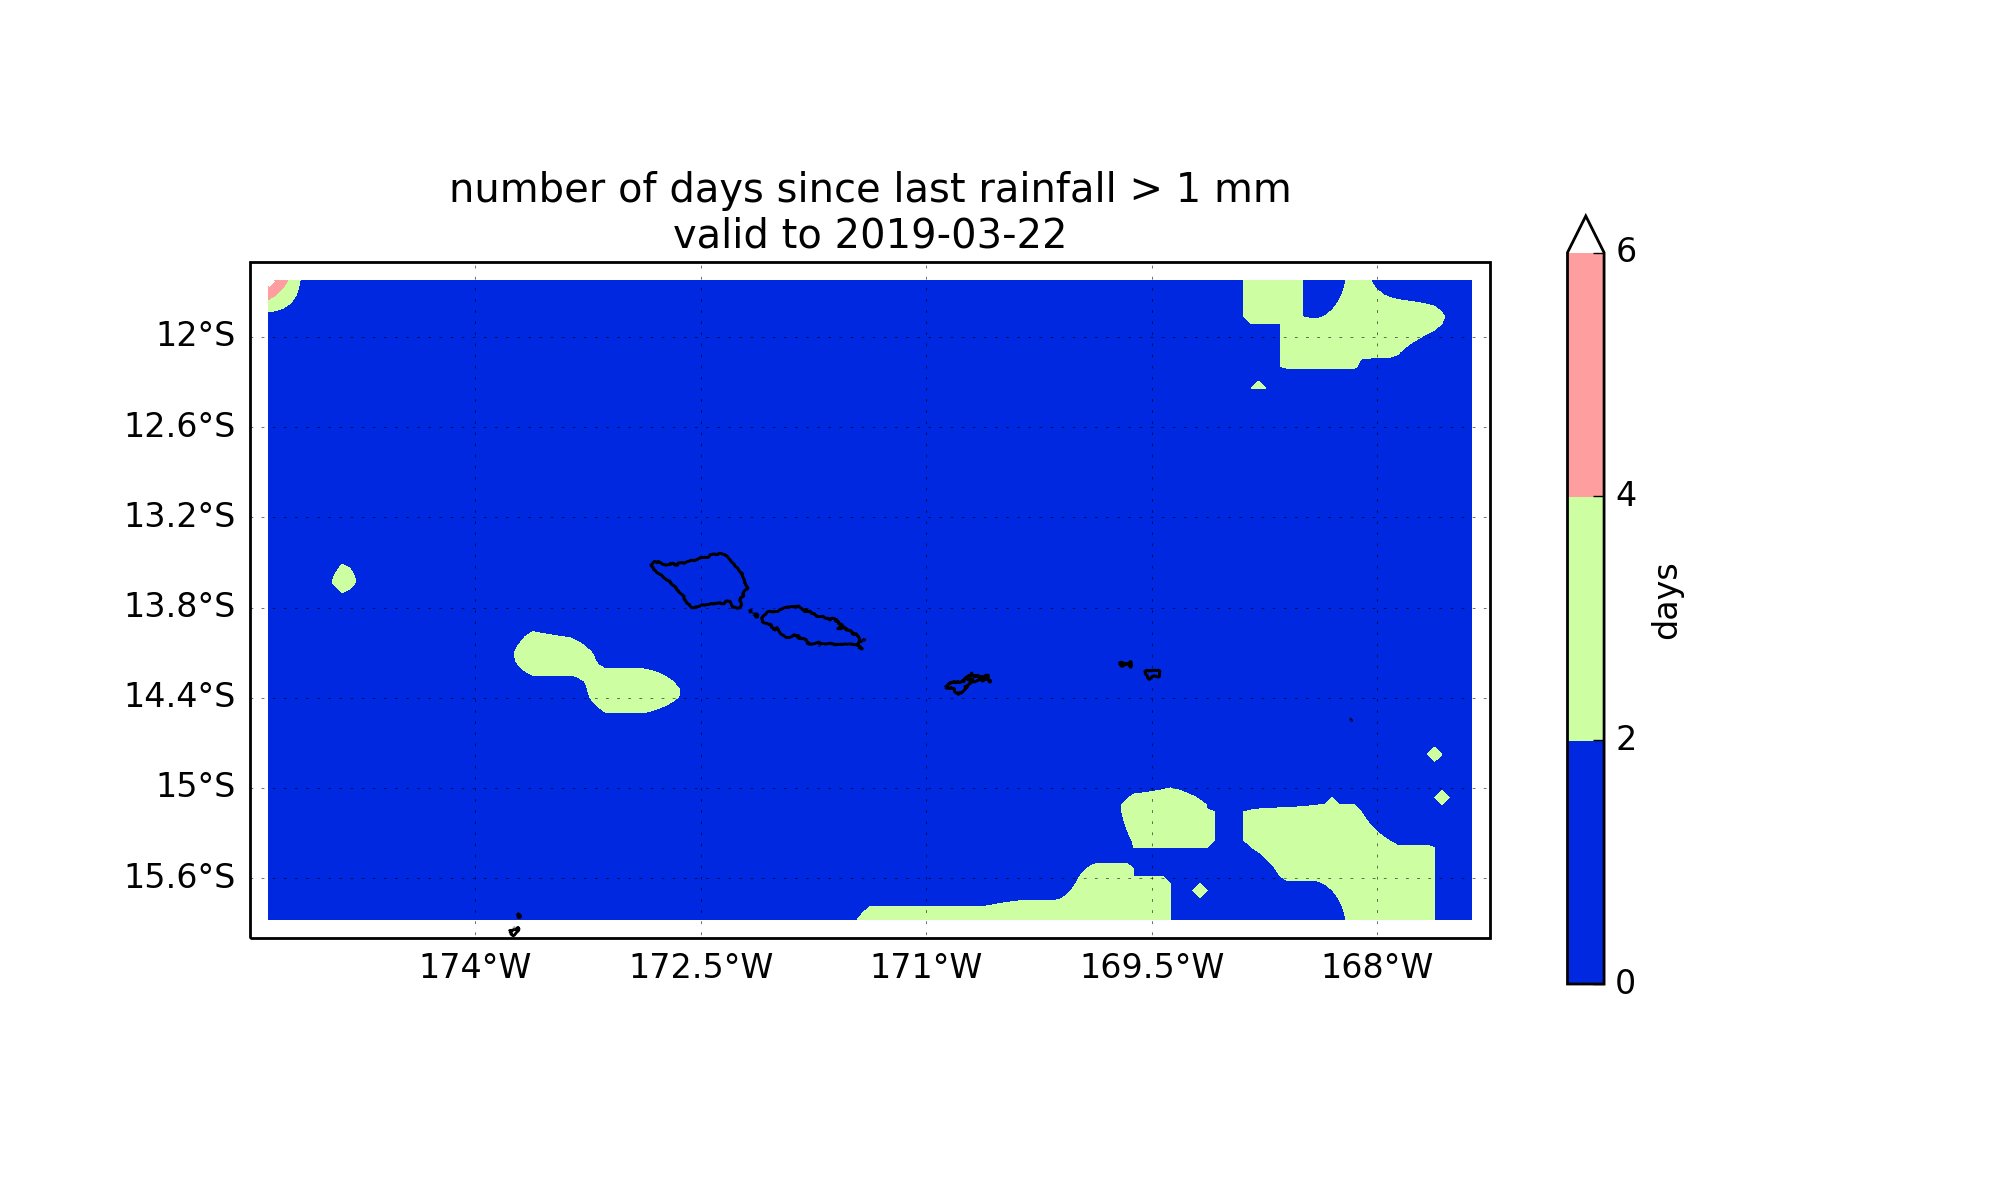 number of days since last rainfall > 1 mm
valid to 2019-03-22
12°S
12.6°S
13.2°S
13.8°S
14.4°S
15°S
15.6°S
174°W
172.5°W
171°W
169.5°W
168°W
6
4
2
0
days